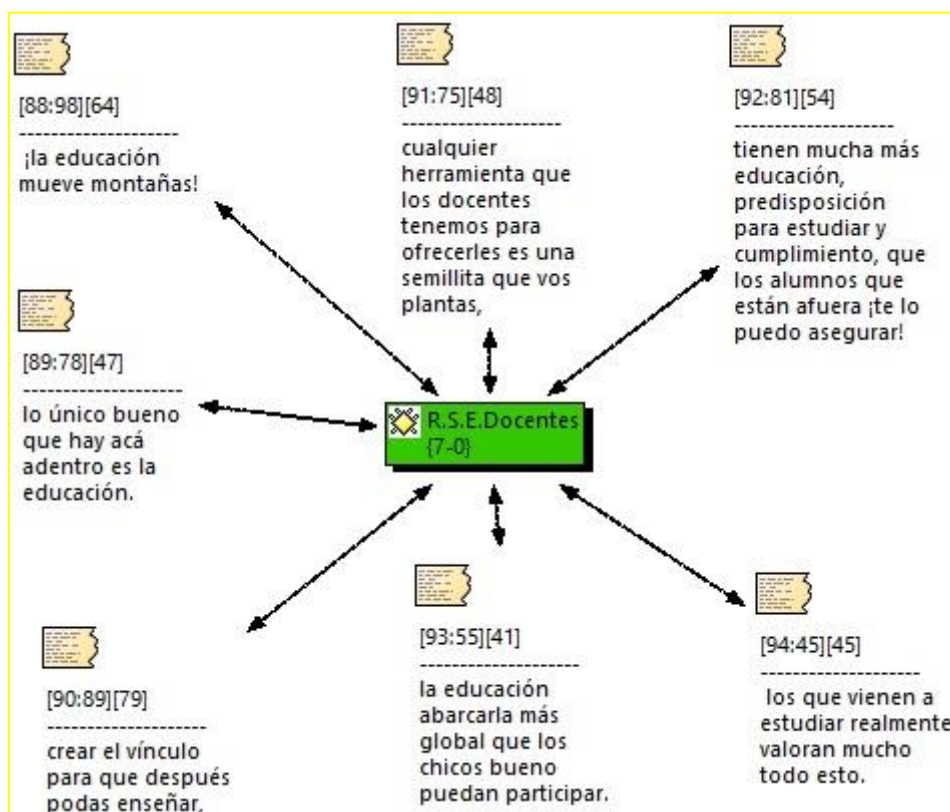 [88:98][64]
--------------------
¡la educación
mueve montañas!
[91:75][48]
--------------------
cualquier
herramienta que
los docentes
tenemos para
ofrecerles es una
semillita que vos
plantas,
[92:81][54]
--------------------
tienen mucha más
educación,
predisposición
para estudiar y
cumplimiento, que
los alumnos que
están afuera ¡te lo
puedo asegurar!
[89:78][47]
--------------------
lo único bueno
que hay acá
adentro es la
educación.
R.S.E.Docentes
{7-0}
[90:89][79]
--------------------
crear el vínculo
para que después
podas enseñar,
[93:55][41]
--------------------
la educación
abarcarla más
global que los
chicos bueno
puedan participar.
[94:45][45]
--------------------
los que vienen a
estudiar realmente
valoran mucho
todo esto.